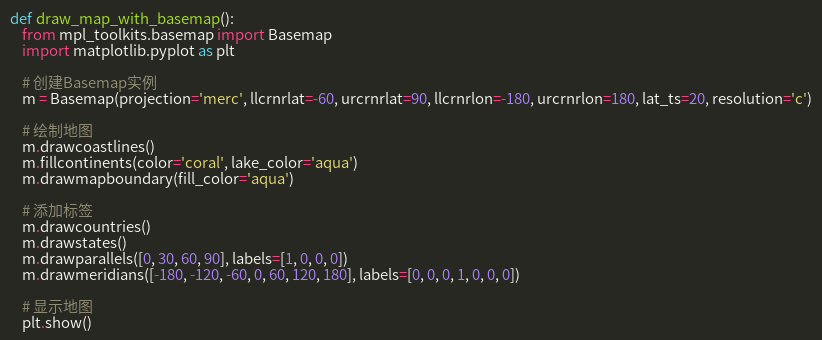 def draw_map_with_basemap():
    from mpl_toolkits.basemap import Basemap
    import matplotlib.pyplot as plt

    # 创建Basemap实例
    m = Basemap(projection='merc', llcrnrlat=-60, urcrnrlat=90, llcrnrlon=-180, urcrnrlon=180, lat_ts=20, resolution='c')

    # 绘制地图
    m.drawcoastlines()
    m.fillcontinents(color='coral', lake_color='aqua')
    m.drawmapboundary(fill_color='aqua')

    # 添加标签
    m.drawcountries()
    m.drawstates()
    m.drawparallels([0, 30, 60, 90], labels=[1, 0, 0, 0])
    m.drawmeridians([-180, -120, -60, 0, 60, 120, 180], labels=[0, 0, 0, 1, 0, 0, 0])

    # 显示地图
    plt.show()